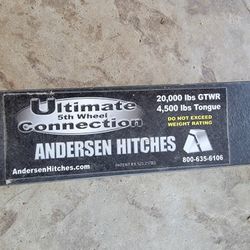 Ultimate
5th Wheel
Connection
20,000 lbs GTWR
4,500 lbs Tongue
DO NOT EXCEED
WEIGHT RATING
ANDERSEN HITCHES
AndersenHitches.com
800-635-6106